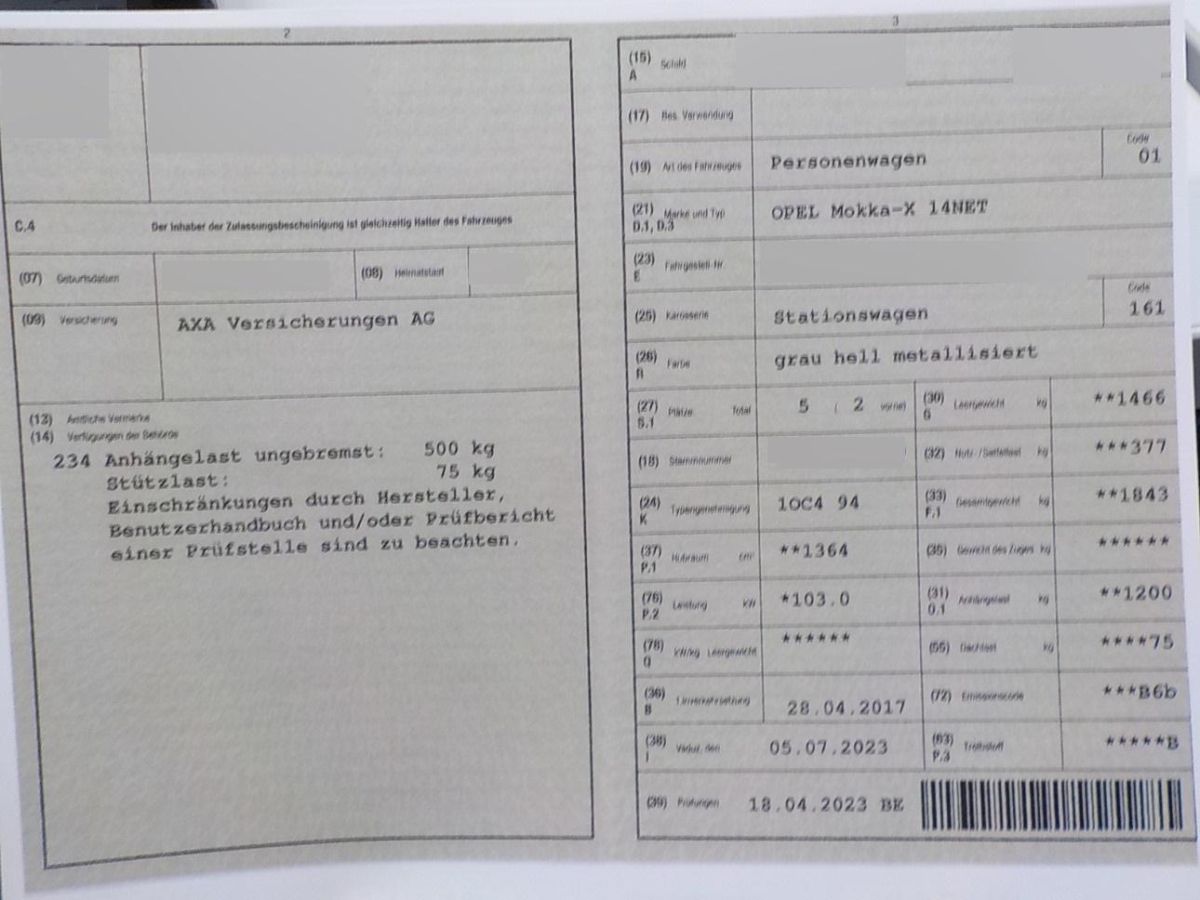 2
C.4 Der Inhaber der Zulassungsbescheinigung ist gleichzeitig Halter des Fahrzeuges
(07) Geburtsdatum (08) Heimatstaat
(09) Versicherung AXA Versicherungen AG
(13) Amtliche Vermerke
(14) Verfügungen der Behörde
234 Anhängelast ungebremst: 500 kg
Stützlast: 75 kg
Einschränkungen durch Hersteller,
Benutzerhandbuch und/oder Prüfbericht
einer Prüfstelle sind zu beachten.
3
(15) Schild
A
(17) Bes. Verwendung
Code
(19) Art des Fahrzeuges Personenwagen 01
(21) Marke und Typ OPEL Mokka-X 14NET
D.1, D.3
(23) Fahrgestell-Nr.
E
Code
(25) Karosserie Stationswagen 161
(26) Farbe grau hell metallisiert
R
(27) Plätze Total 5 ( 2 vorne) (30) Leergewicht kg **1466
S.1 G
(18) Stammnummer (32) Nutz-/Sattellast kg ***377
(24) Typengenehmigung 1OC4 94 (33) Gesamtgewicht kg **1843
K F.1
(37) Hubraum cm³ **1364 (35) Gewicht des Zuges kg ******
P.1
(76) Leistung kW *103.0 (31) Anhängelast kg **1200
P.2 O.1
(78) kW/kg Leergewicht ****** (55) Dachlast kg ****75
(36) Inverkehrsetzung 28.04.2017 (72) Emissionscode ***B6b
B
(38) 05.07.2023 (63) Treibstoff *****B
I P.3
(39) Prüfungen 18.04.2023 BE